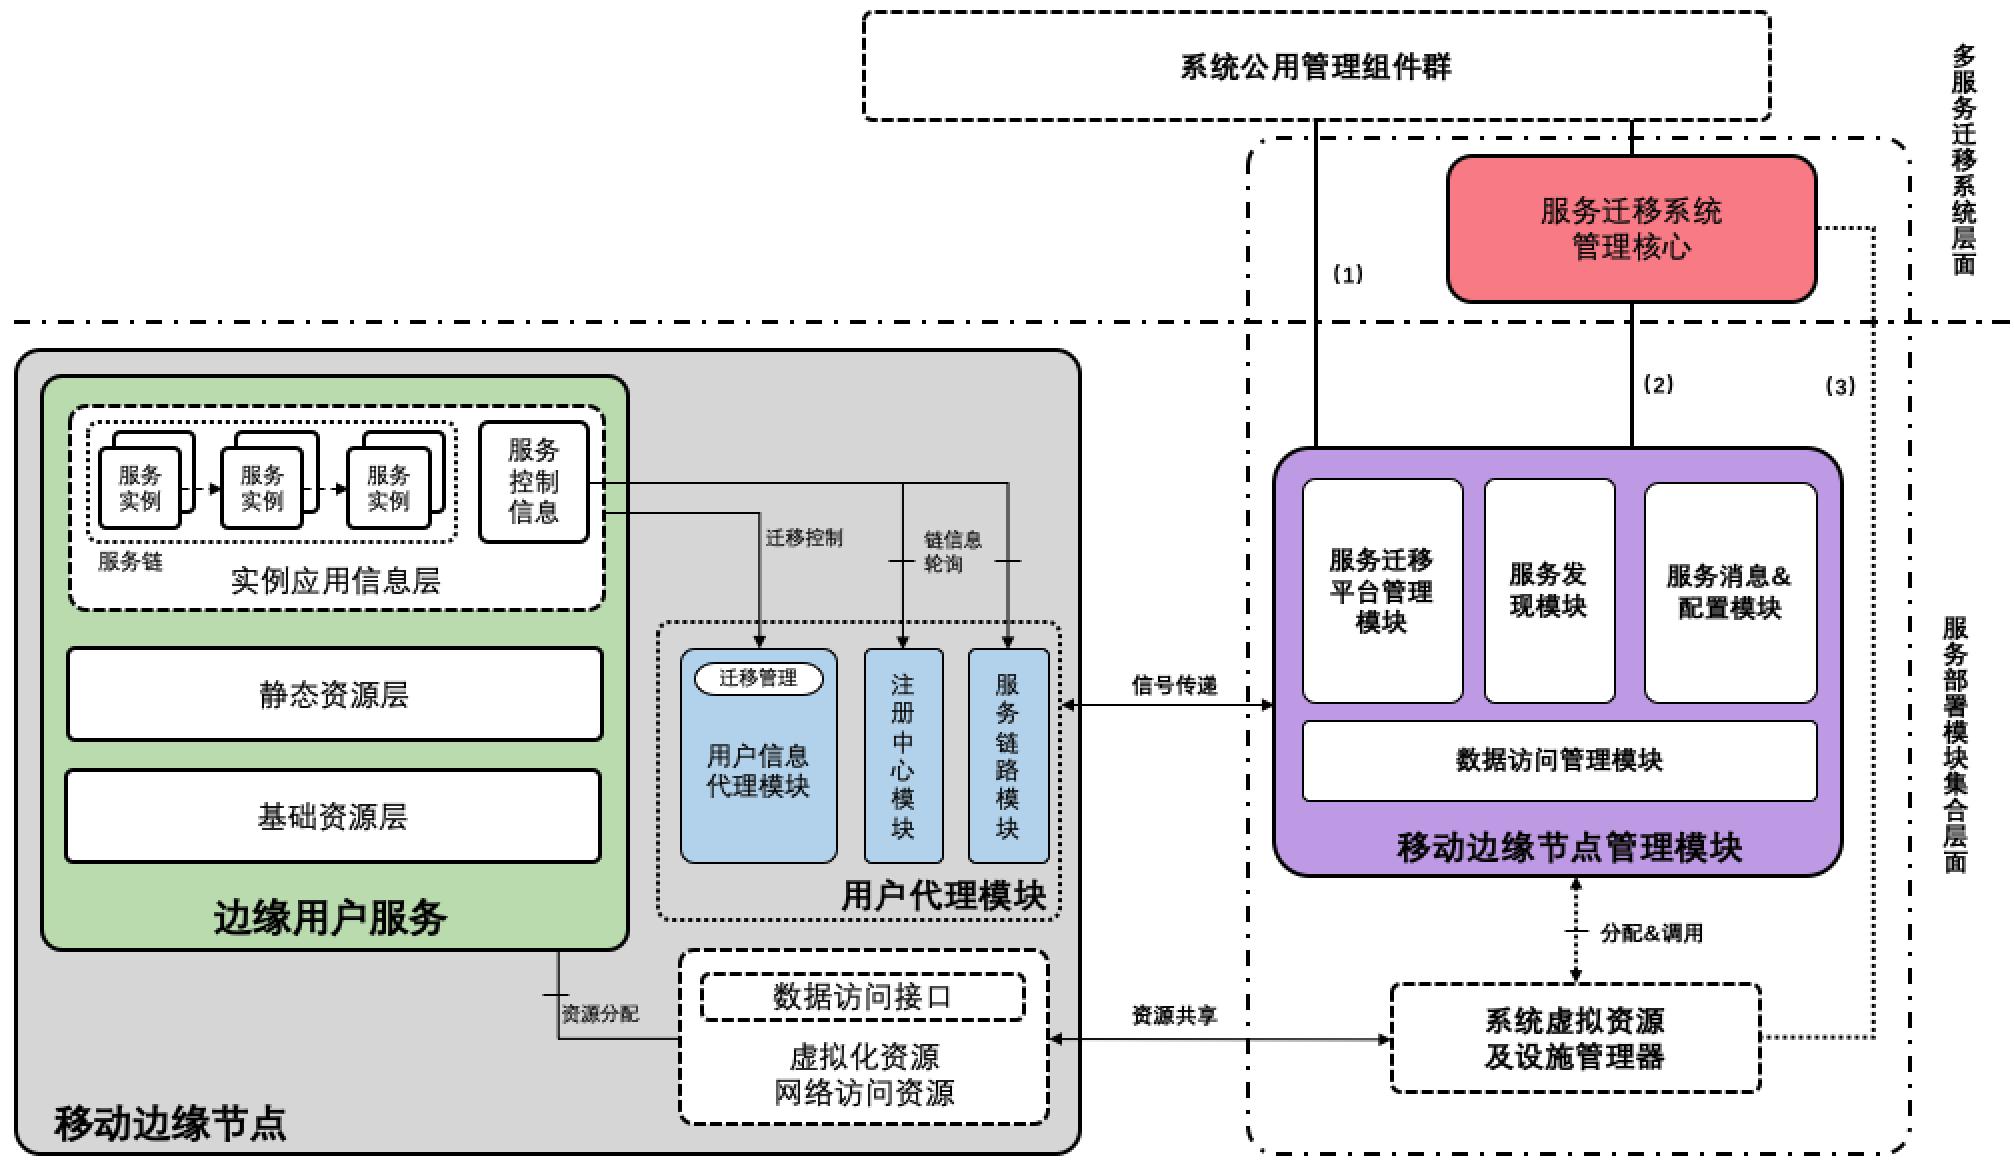 系统公用管理组件群
多服务迁移系统层面
服务迁移系统
管理核心
(1)
(2)
(3)
服务
实例
服务
实例
服务
实例
服务
控制
信息
服务链
实例应用信息层
静态资源层
基础资源层
边缘用户服务
迁移控制
链信息
轮询
迁移管理
用户信息
代理模块
注册中心模块
服务链路模块
用户代理模块
资源分配
数据访问接口
虚拟化资源
网络访问资源
移动边缘节点
信号传递
资源共享
服务迁移
平台管理
模块
服务发
现模块
服务消息&
配置模块
数据访问管理模块
移动边缘节点管理模块
分配&调用
系统虚拟资源
及设施管理器
服务部署模块集合层面